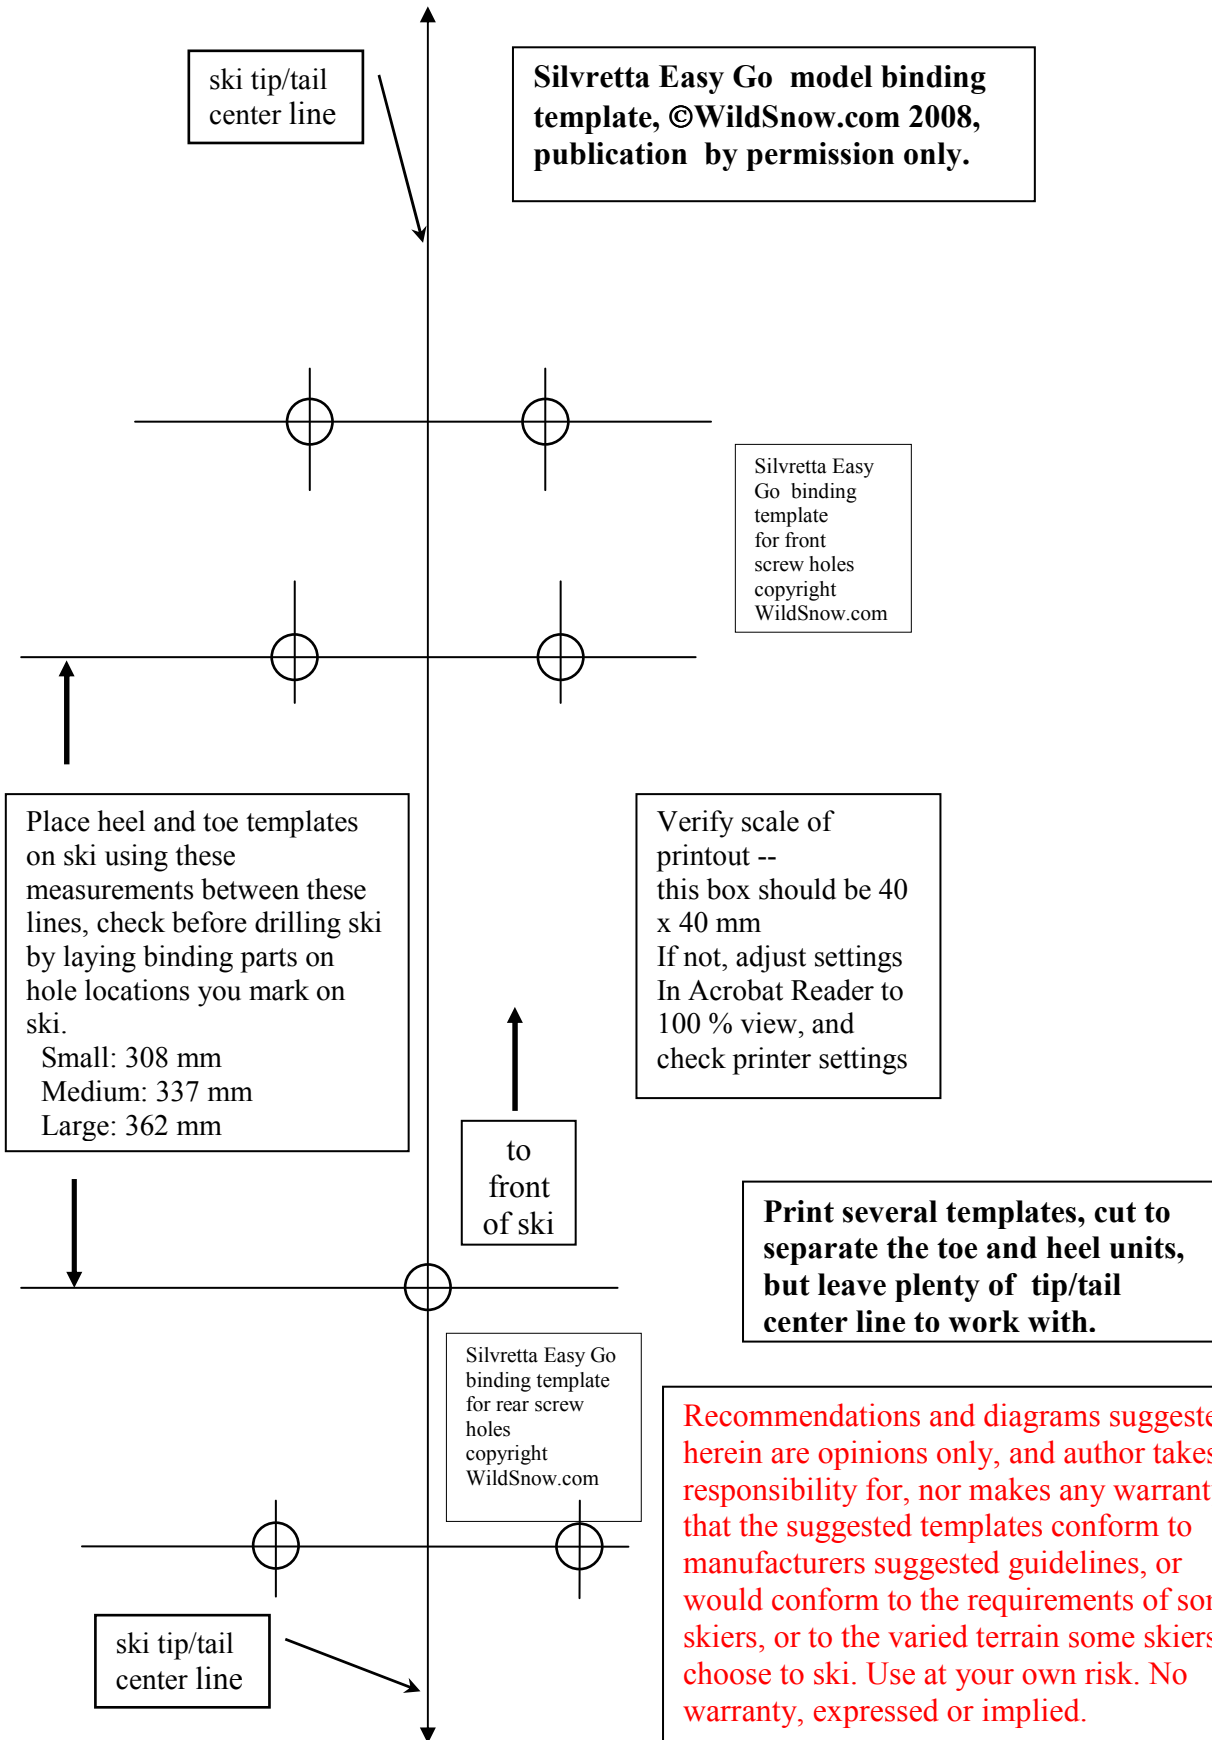 ski tip/tail
center line
Silvretta Easy Go model binding
template, ©WildSnow.com 2008,
publication by permission only.
Silvretta Easy
Go binding
template
for front
screw holes
copyright
WildSnow.com
Place heel and toe templates
on ski using these
measurements between these
lines, check before drilling ski
by laying binding parts on
hole locations you mark on
ski.
Small: 308 mm
Medium: 337 mm
Large: 362 mm
Verify scale of
printout --
this box should be 40
x 40 mm
If not, adjust settings
In Acrobat Reader to
100 % view, and
check printer settings
to
front
of ski
Print several templates, cut to
separate the toe and heel units,
but leave plenty of tip/tail
center line to work with.
Silvretta Easy Go
binding template
for rear screw
holes
copyright
WildSnow.com
Recommendations and diagrams suggeste
herein are opinions only, and author takes
responsibility for, nor makes any warrant
that the suggested templates conform to
manufacturers suggested guidelines, or
would conform to the requirements of som
skiers, or to the varied terrain some skiers
choose to ski. Use at your own risk. No
warranty, expressed or implied.
ski tip/tail
center line